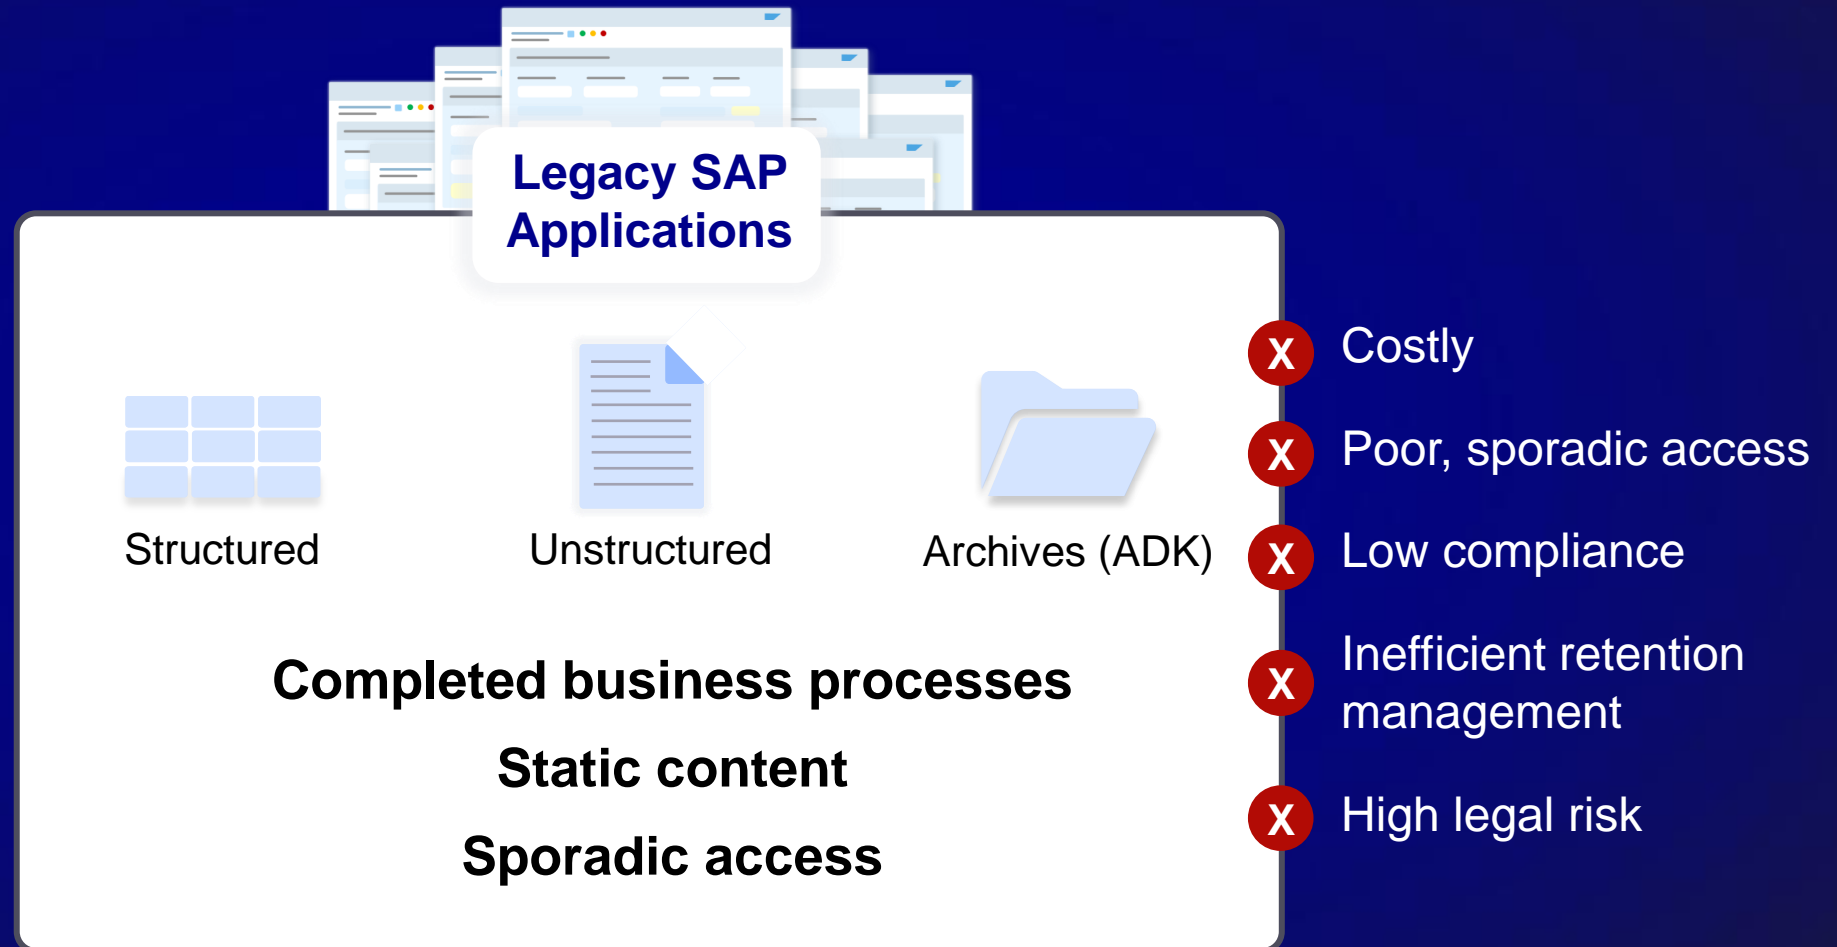 Legacy SAP
Applications
Structured
Unstructured
Archives (ADK)
Completed business processes
Static content
Sporadic access
X Costly
X Poor, sporadic access
X Low compliance
X Inefficient retention
management
X High legal risk